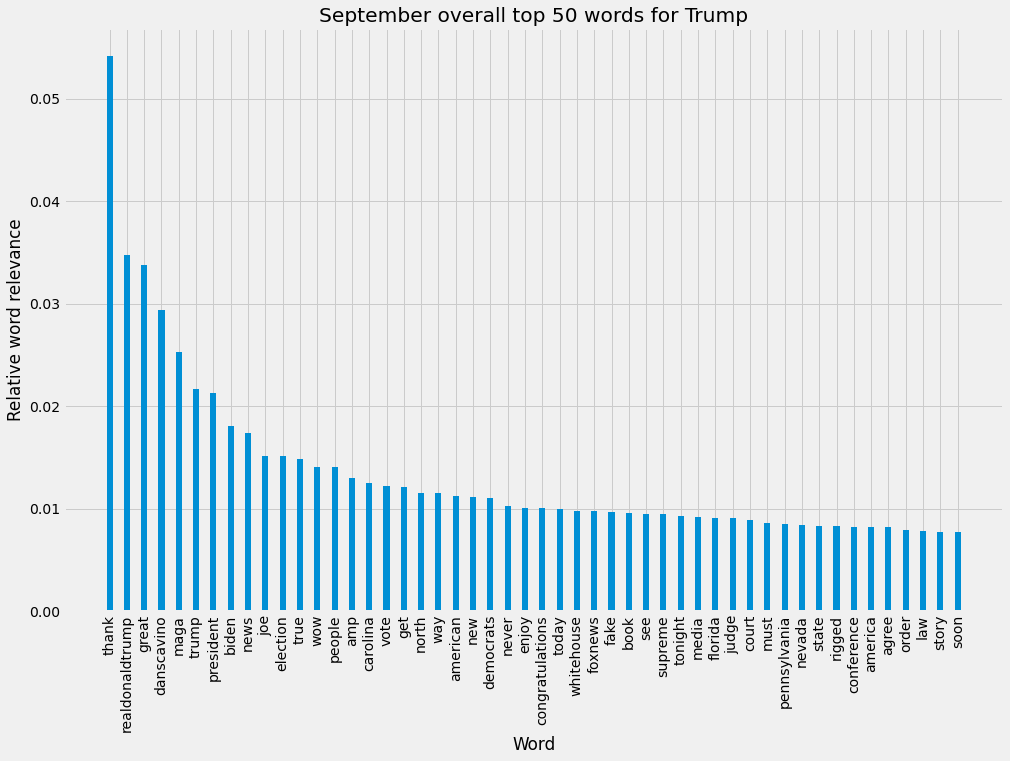 September overall top 50 words for Trump
Relative word relevance
0.05
0.04
0.03
0.02
0.01
0.00
thank
realdonaldtrump
great
danscavino
maga
trump
president
biden
news
joe
election
true
wow
people
amp
carolina
vote
get
north
way
american
new
democrats
never
enjoy
congratulations
today
whitehouse
foxnews
fake
book
see
supreme
tonight
media
florida
judge
court
must
pennsylvania
nevada
state
rigged
conference
america
agree
order
law
story
soon
Word